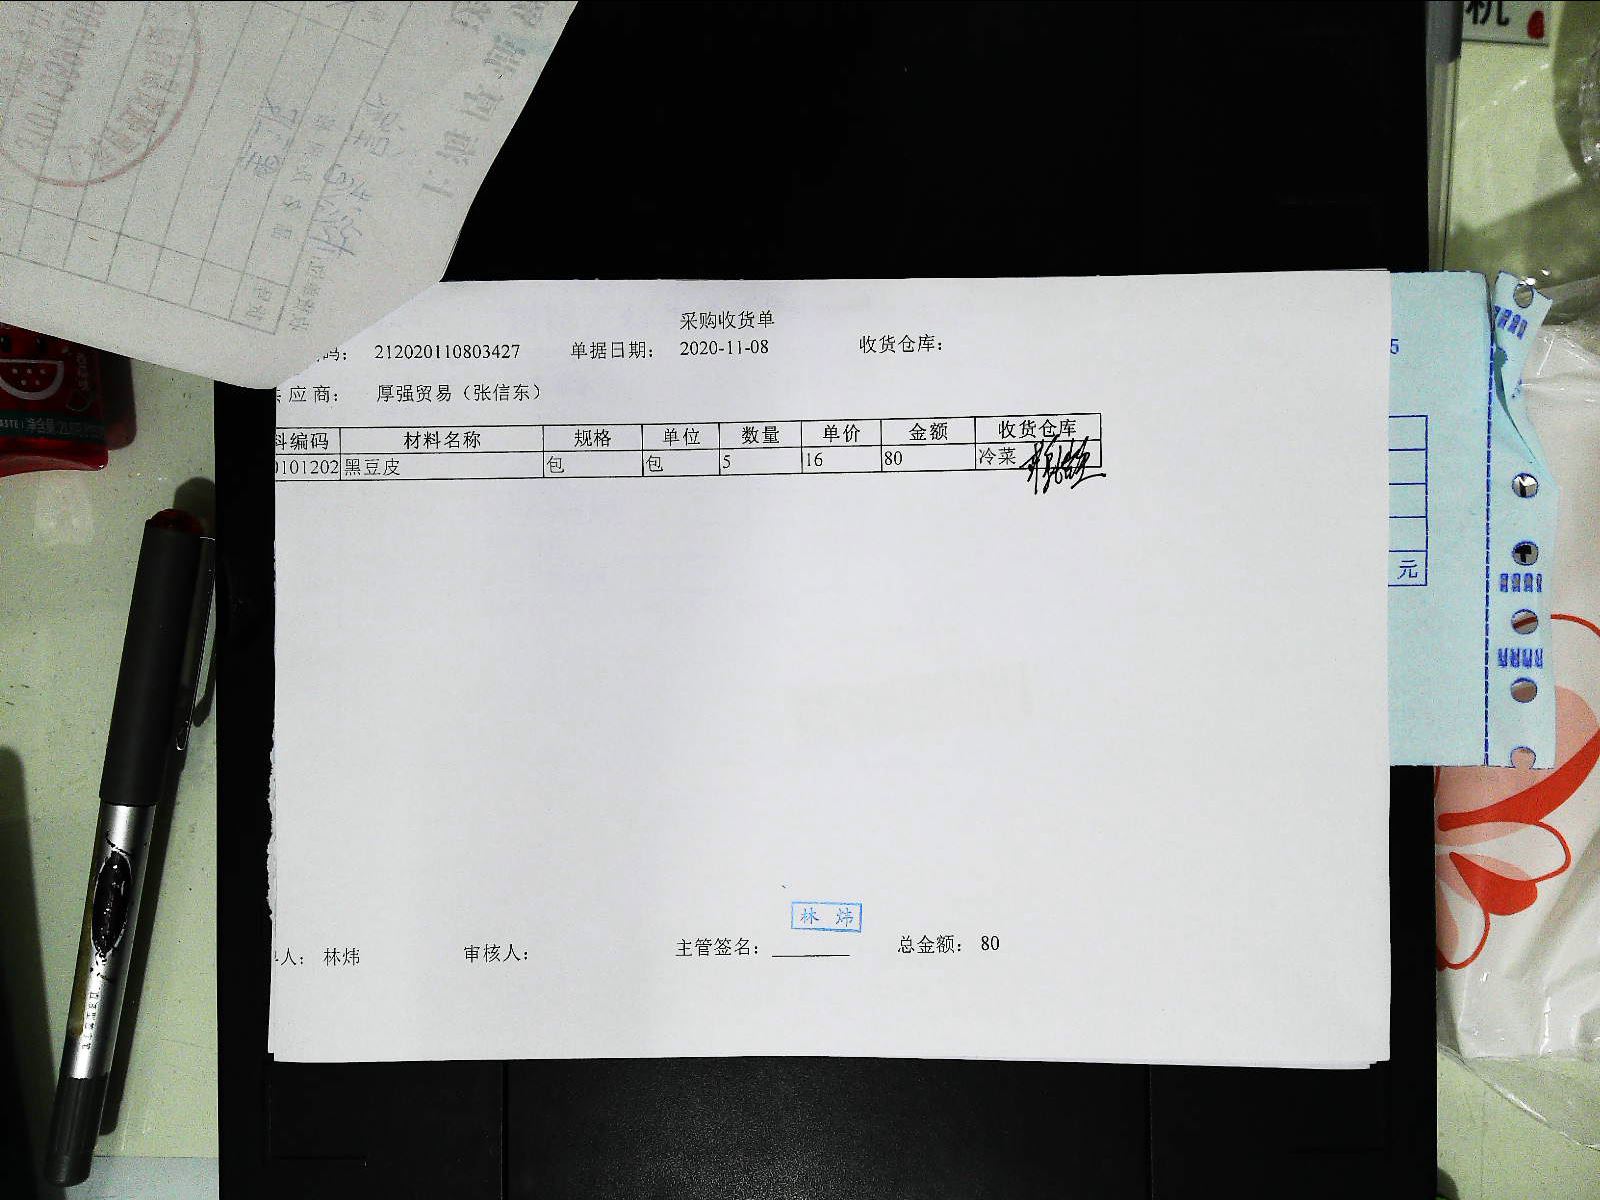 采购收货单
码： 212020110803427 单据日期： 2020-11-08 收货仓库：
应商： 厚强贸易（张信东）
编码 材料名称 规格 单位 数量 单价 金额 收货仓库
0101202 黑豆皮 包 包 5 16 80 冷菜
林 炜
人： 林炜 审核人： 主管签名： 总金额： 80
5
元